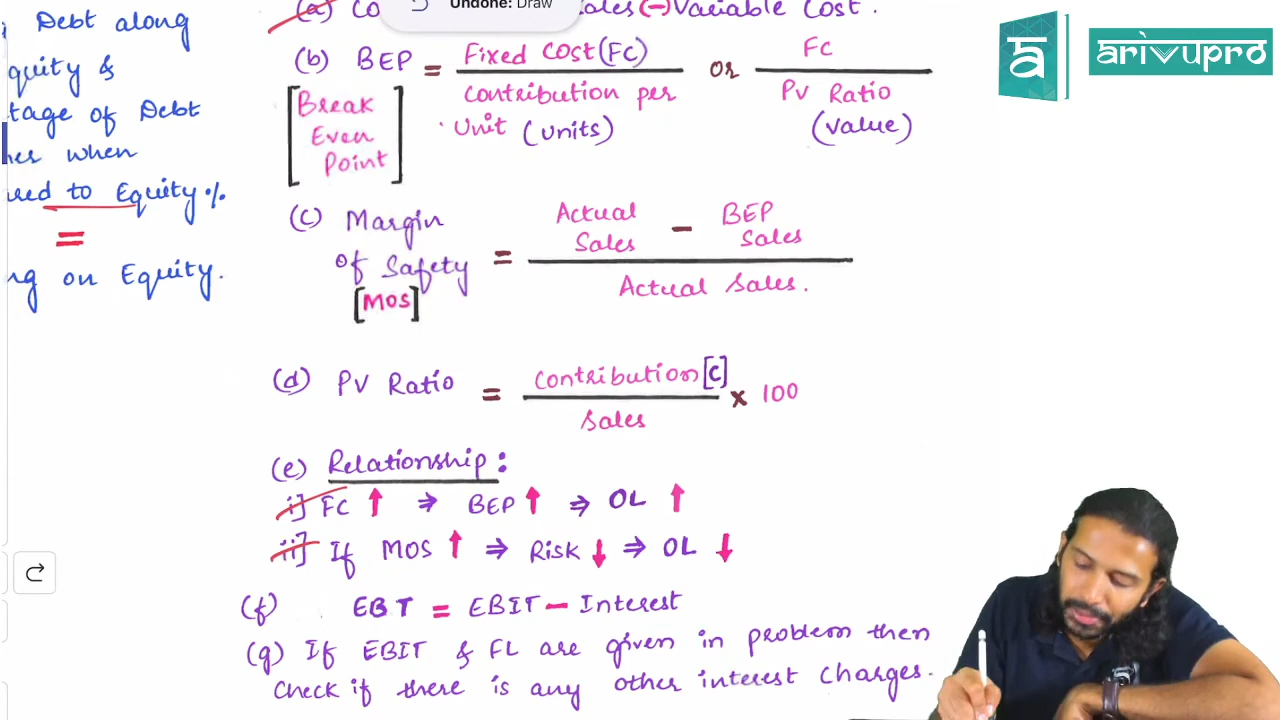 Undone: Draw
(a) Co ales (-) Variable Cost.
Debt along
quity &
tage of Debt
her when
to Equity %
ng on Equity.
(b) BEP = Fixed Cost (FC) or FC
Contribution per PV Ratio
Unit (units) (value)
[Break
Even
Point]
(c) Margin
of Safety
[MOS]
= Actual Sales - BEP Sales
Actual Sales.
(d) PV Ratio = Contribution [C] × 100
Sales
(e) Relationship:
i] FC ↑ ⇒ BEP ↑ ⇒ OL ↑
ii] If MOS ↑ ⇒ Risk ↓ ⇒ OL ↓
(f) EBT = EBIT - Interest
(g) If EBIT & FL are given in problem then
check if there is any other interest charges.
a arivupro